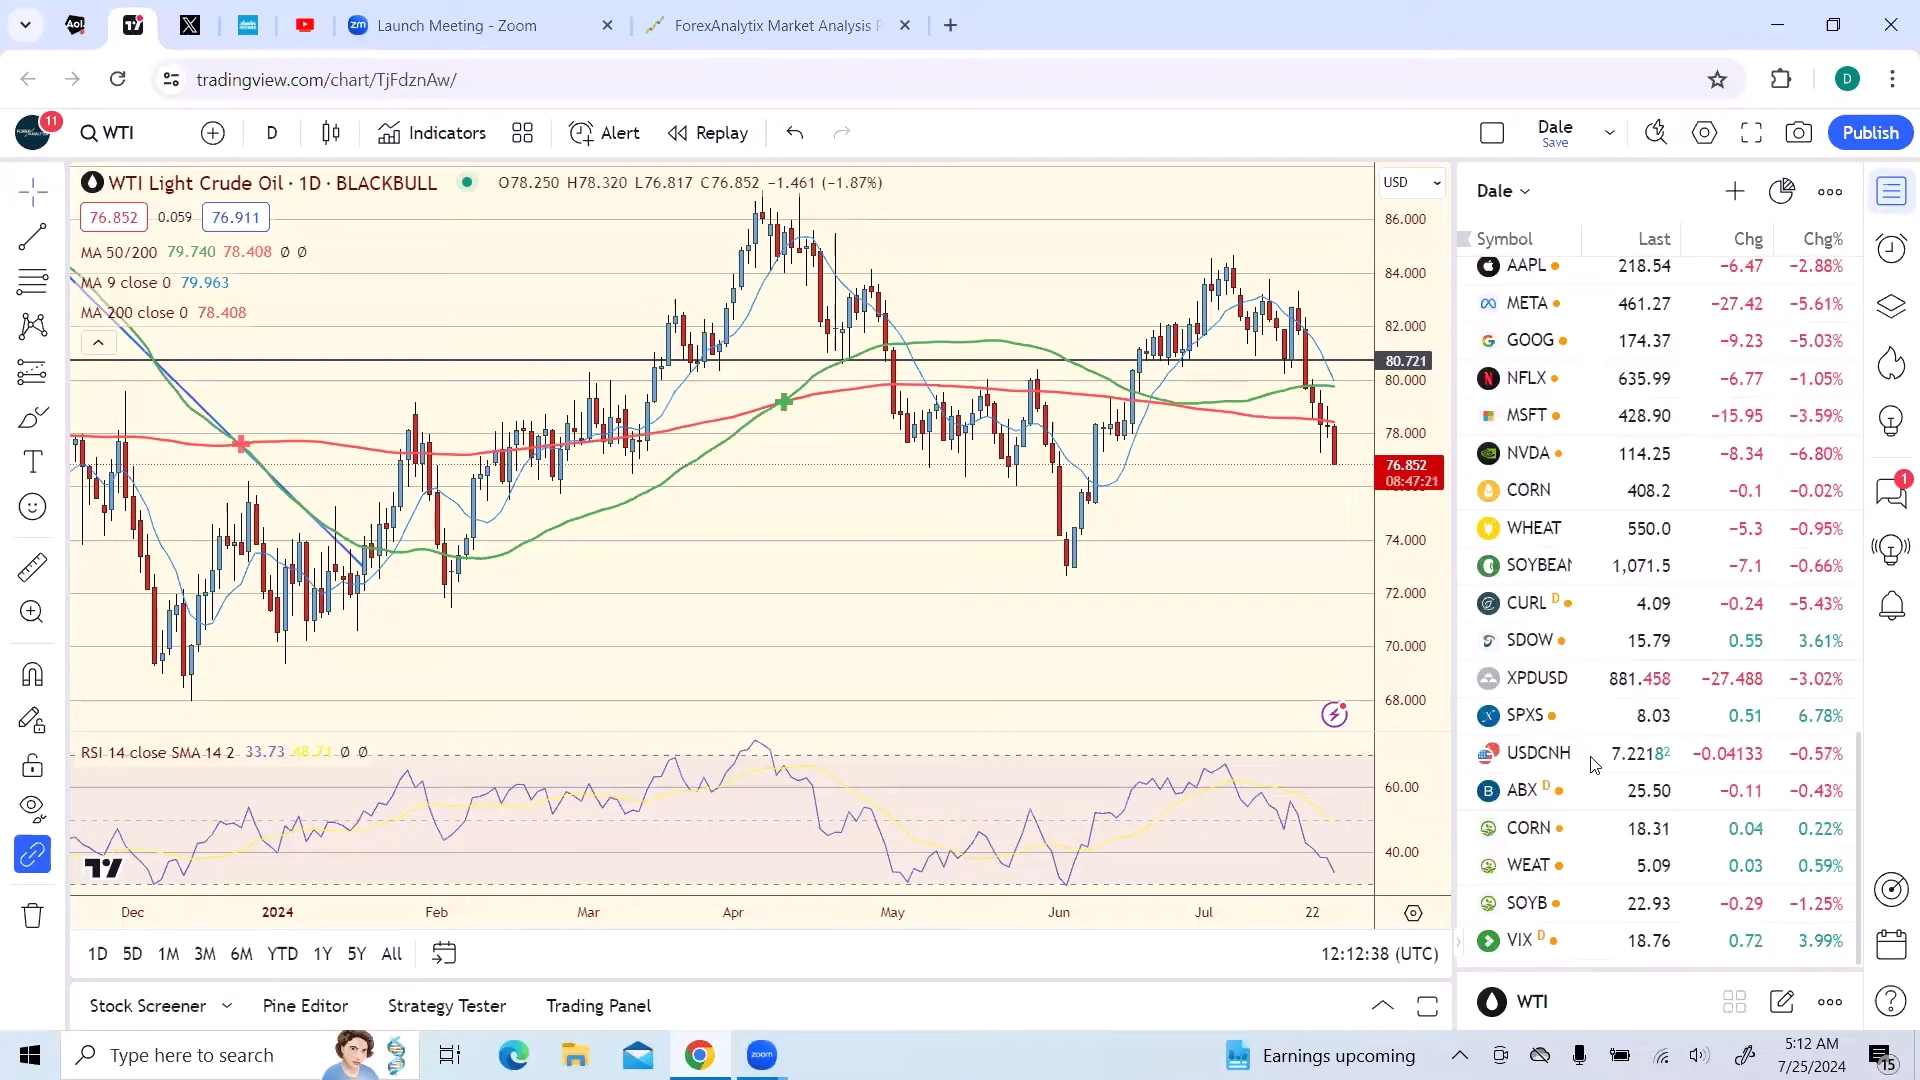 Aol
Launch Meeting - Zoom
ForexAnalytix Market Analysis P
tradingview.com/chart/TjFdznAw/
D
11
WTI
D
Indicators
Alert
Replay
Dale
Save
Publish
WTI Light Crude Oil · 1D · BLACKBULL
O78.250 H78.320 L76.817 C76.852 −1.461 (−1.87%)
USD
76.852 0.059 76.911
MA 50/200 79.740 78.408 Ø Ø
MA 9 close 0 79.963
MA 200 close 0 78.408
86.000
84.000
82.000
80.721
80.000
78.000
76.852
08:47:21
74.000
72.000
70.000
68.000
RSI 14 close SMA 14 2 33.73 48.71 Ø Ø
60.00
40.00
Dec 2024 Feb Mar Apr May Jun Jul 22
1D 5D 1M 3M 6M YTD 1Y 5Y All
12:12:38 (UTC)
Stock Screener Pine Editor Strategy Tester Trading Panel
Dale
Symbol Last Chg Chg%
AAPL 218.54 −6.47 −2.88%
META 461.27 −27.42 −5.61%
GOOG 174.37 −9.23 −5.03%
NFLX 635.99 −6.77 −1.05%
MSFT 428.90 −15.95 −3.59%
NVDA 114.25 −8.34 −6.80%
CORN 408.2 −0.1 −0.02%
WHEAT 550.0 −5.3 −0.95%
SOYBEAN 1,071.5 −7.1 −0.66%
CURL D 4.09 −0.24 −5.43%
SDOW 15.79 0.55 3.61%
XPDUSD 881.458 −27.488 −3.02%
SPXS 8.03 0.51 6.78%
USDCNH 7.22182 −0.04133 −0.57%
ABX D 25.50 −0.11 −0.43%
CORN 18.31 0.04 0.22%
WEAT 5.09 0.03 0.59%
SOYB 22.93 −0.29 −1.25%
VIX D 18.76 0.72 3.99%
WTI
1
Type here to search
zoom
Earnings upcoming
5:12 AM
7/25/2024
15